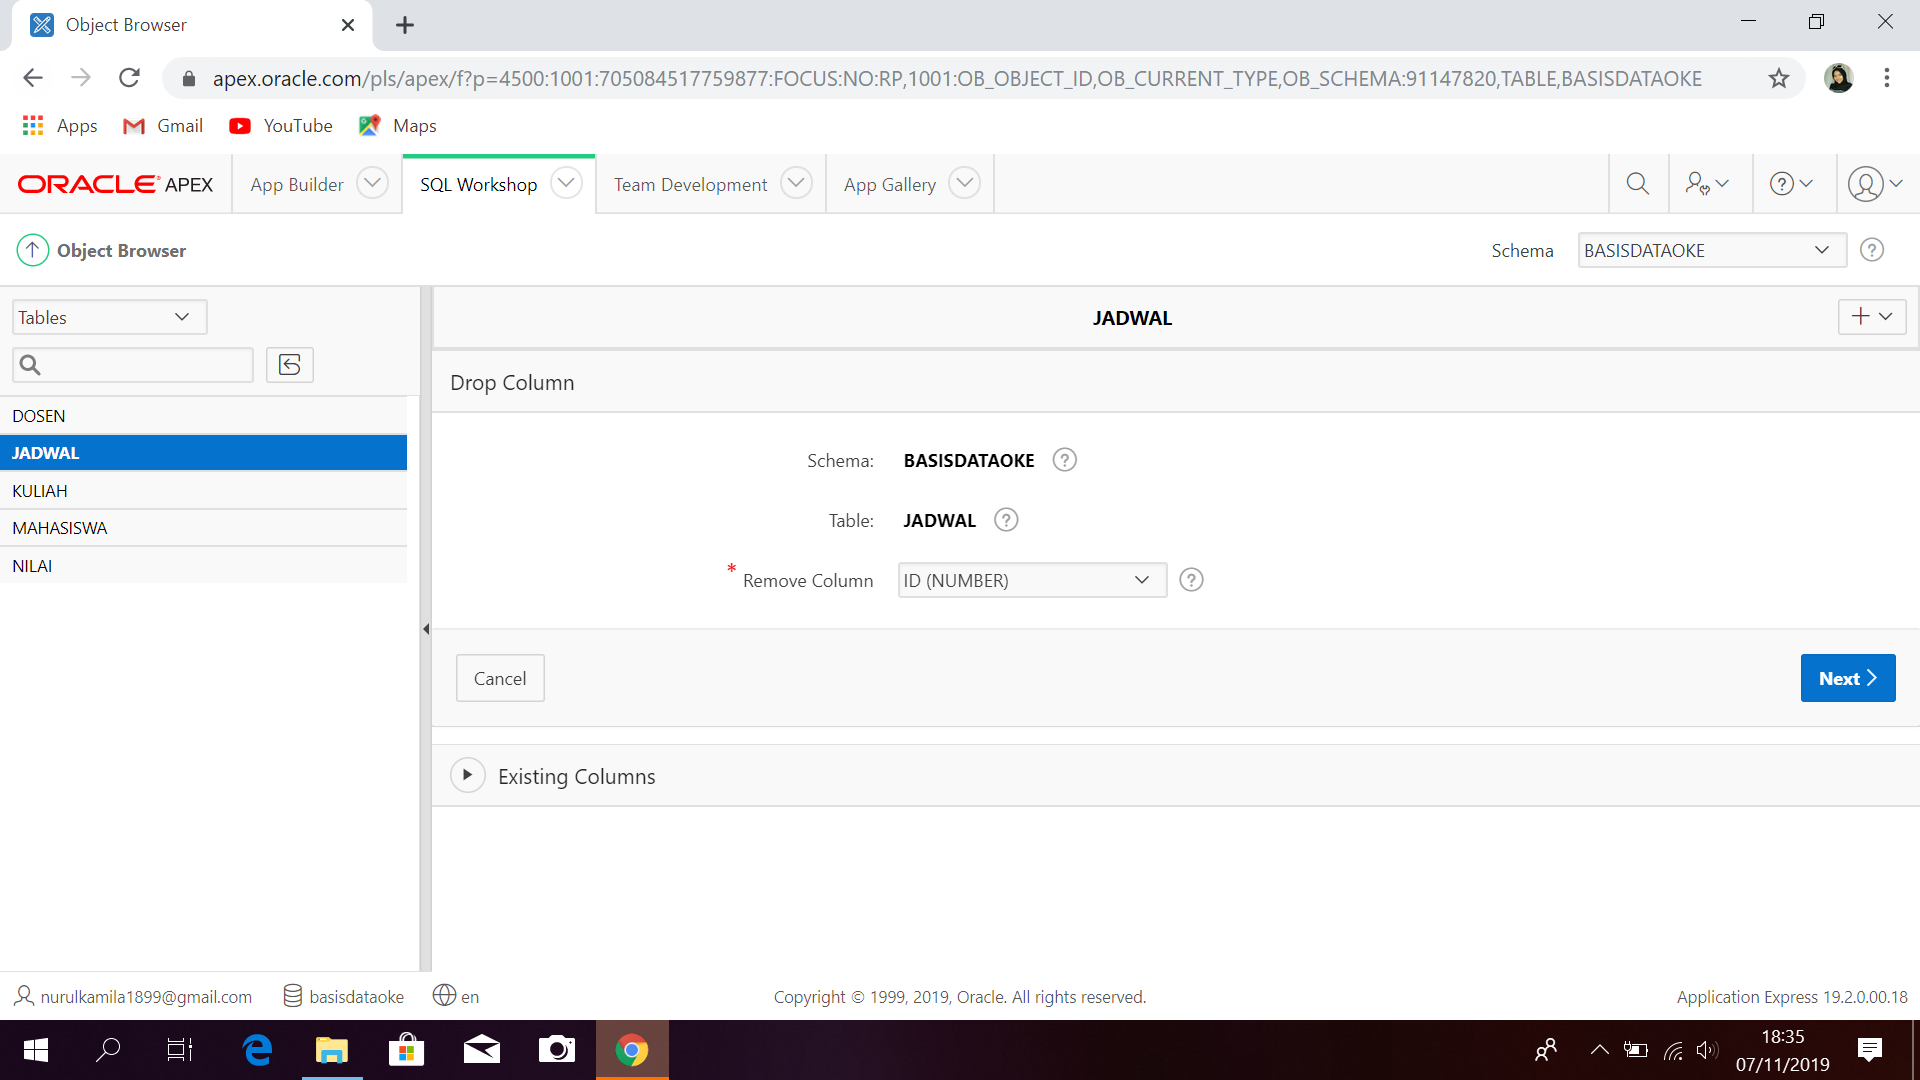 Object Browser
apex.oracle.com/pls/apex/f?p=4500:1001:705084517759877:FOCUS:NO:RP,1001:OB_OBJECT_ID,OB_CURRENT_TYPE,OB_SCHEMA:91147820,TABLE,BASISDATAOKE
Apps Gmail YouTube Maps
ORACLE APEX App Builder SQL Workshop Team Development App Gallery
Object Browser Schema BASISDATAOKE
Tables
JADWAL
Drop Column
DOSEN
JADWAL
KULIAH
MAHASISWA
NILAI
Schema: BASISDATAOKE
Table: JADWAL
* Remove Column ID (NUMBER)
Cancel Next
Existing Columns
nurulkamila1899@gmail.com basisdataoke en Copyright © 1999, 2019, Oracle. All rights reserved. Application Express 19.2.0.00.18
18:35
07/11/2019